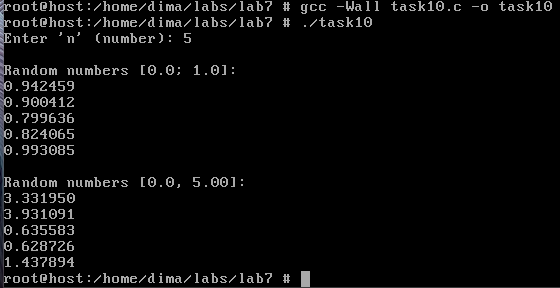 root@host:/home/dima/labs/lab7 # gcc -Wall task10.c -o task10
root@host:/home/dima/labs/lab7 # ./task10
Enter 'n' (number): 5
Random numbers [0.0; 1.0]:
0.942459
0.900412
0.799636
0.824065
0.993085
Random numbers [0.0, 5.00]:
3.331950
3.931091
0.635583
0.628726
1.437894
root@host:/home/dima/labs/lab7 #